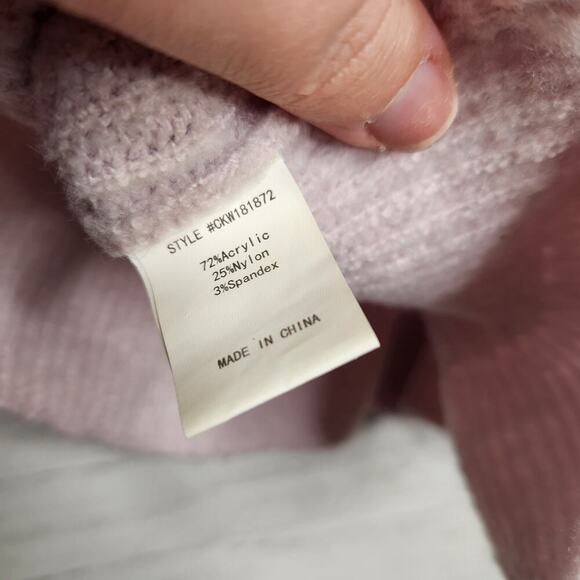 STYLE #CKW181872
72%Acrylic
25%Nylon
3%Spandex
MADE IN CHINA